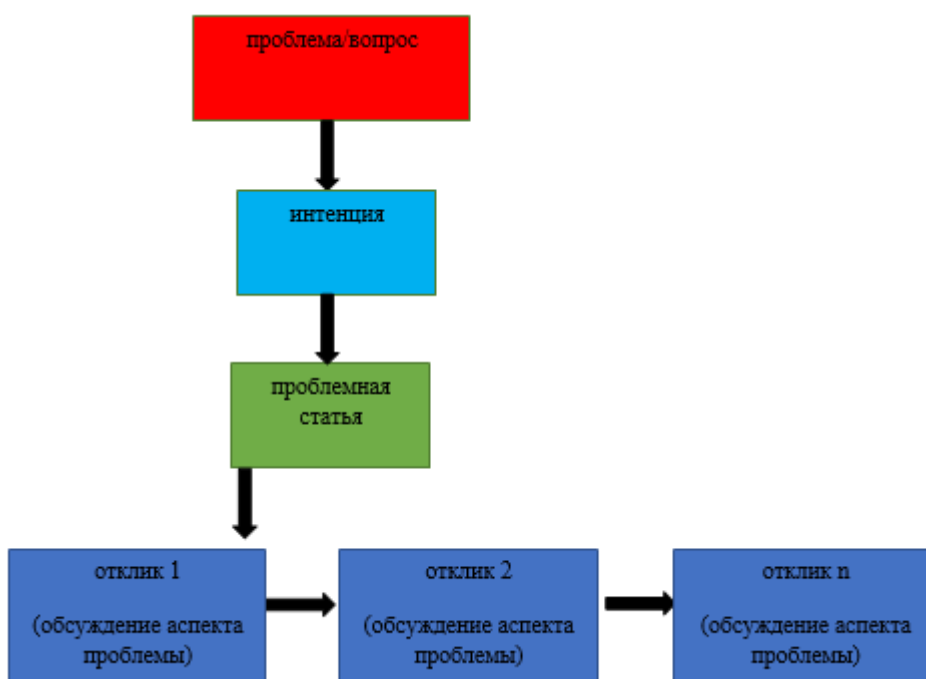 проблема/вопрос
интенция
проблемная
статья
отклик 1
(обсуждение аспекта
проблемы)
отклик 2
(обсуждение аспекта
проблемы)
отклик n
(обсуждение аспекта
проблемы)